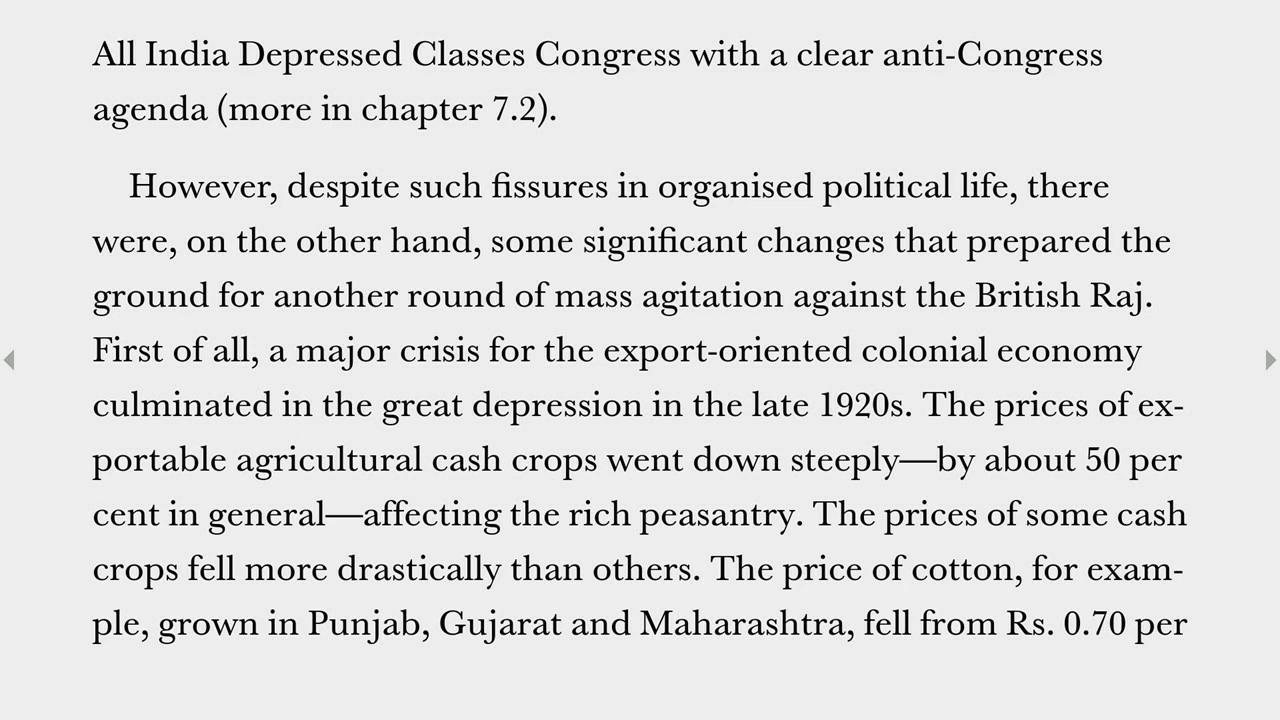 All India Depressed Classes Congress with a clear anti-Congress
agenda (more in chapter 7.2).
However, despite such fissures in organised political life, there
were, on the other hand, some significant changes that prepared the
ground for another round of mass agitation against the British Raj.
First of all, a major crisis for the export-oriented colonial economy
culminated in the great depression in the late 1920s. The prices of ex-
portable agricultural cash crops went down steeply—by about 50 per
cent in general—affecting the rich peasantry. The prices of some cash
crops fell more drastically than others. The price of cotton, for exam-
ple, grown in Punjab, Gujarat and Maharashtra, fell from Rs. 0.70 per